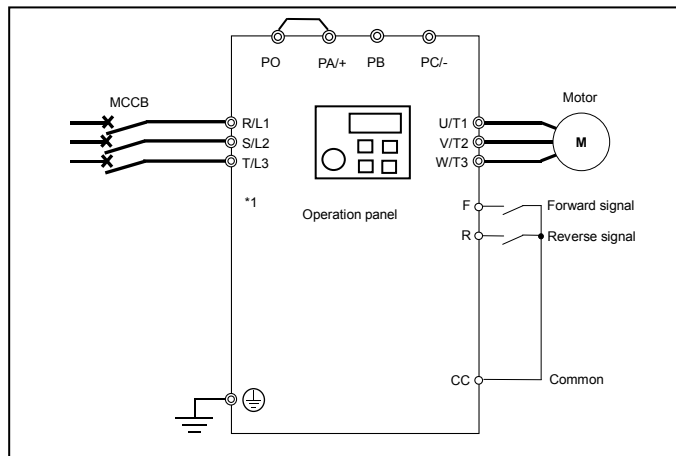 PO PA/+ PB PC/-
MCCB
Motor
R/L1
S/L2
T/L3
U/T1
V/T2
W/T3
M
*1
Operation panel
F
Forward signal
R
Reverse signal
CC
Common